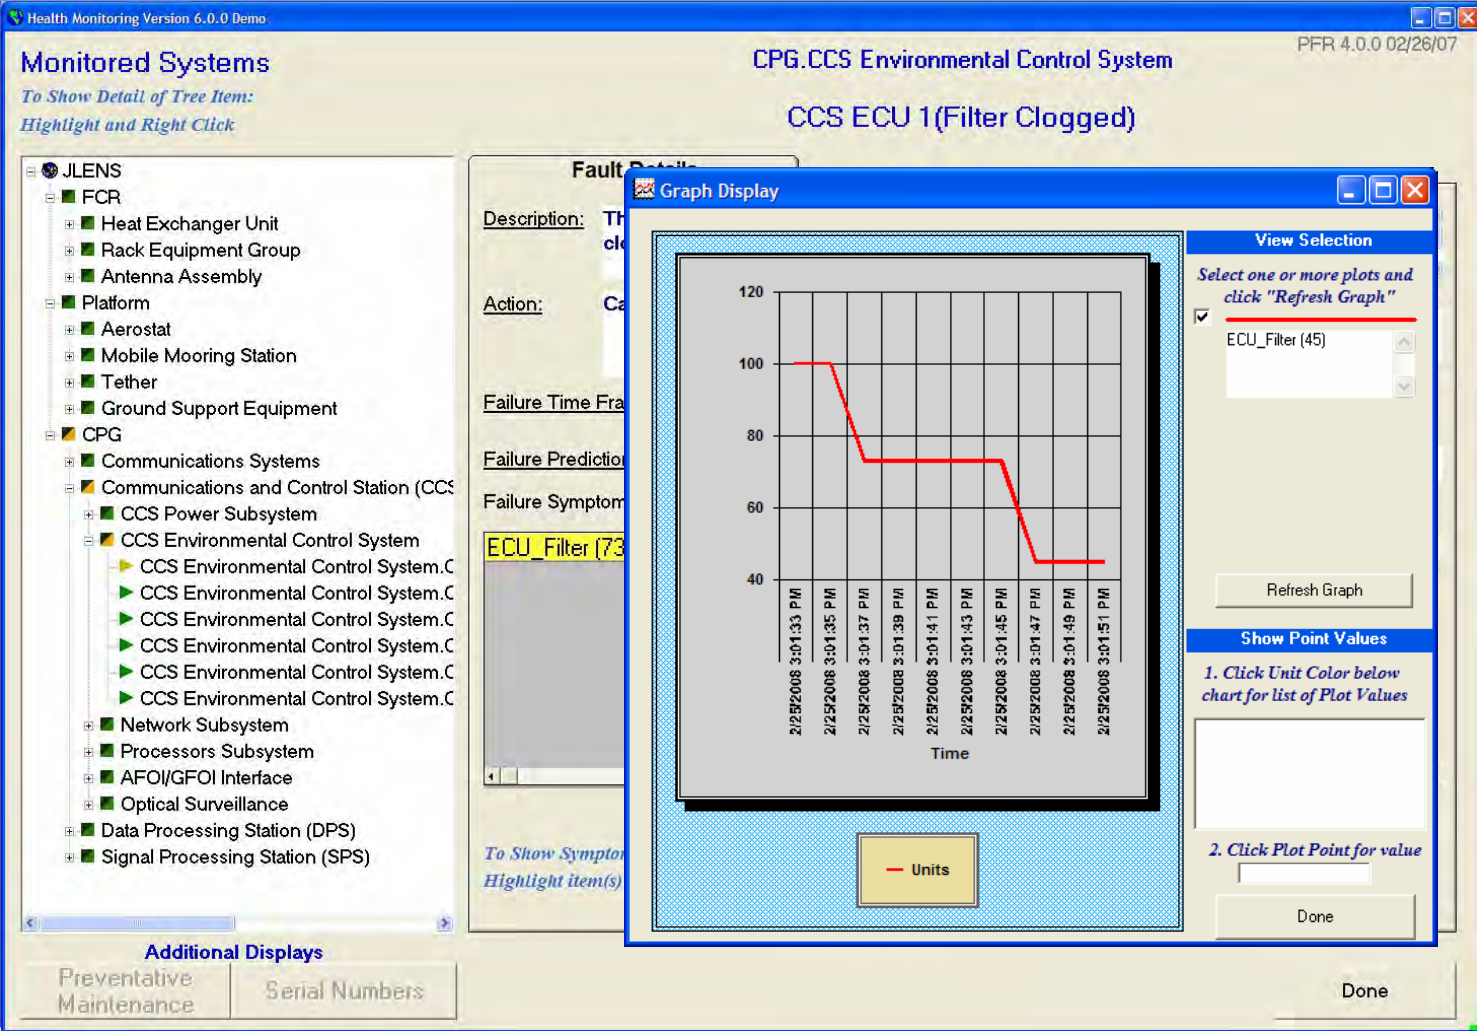 Health Monitoring Version 6.0.0 Demo
Monitored Systems
To Show Detail of Tree Item:
Highlight and Right Click
CPG.CCS Environmental Control System
PFR 4.0.0 02/26/07
CCS ECU 1(Filter Clogged)
JLENS
FCR
Heat Exchanger Unit
Rack Equipment Group
Antenna Assembly
Platform
Aerostat
Mobile Mooring Station
Tether
Ground Support Equipment
CPG
Communications Systems
Communications and Control Station (CCS
CCS Power Subsystem
CCS Environmental Control System
CCS Environmental Control System.C
CCS Environmental Control System.C
CCS Environmental Control System.C
CCS Environmental Control System.C
CCS Environmental Control System.C
CCS Environmental Control System.C
Network Subsystem
Processors Subsystem
AFOI/GFOI Interface
Optical Surveillance
Data Processing Station (DPS)
Signal Processing Station (SPS)
Additional Displays
Preventative
Maintenance
Serial Numbers
Fault Details
Description: Th
clo
Action: Ca
Failure Time Fra
Failure Prediction
Failure Symptom
ECU_Filter (73
To Show Sympto
Highlight item(s)
Graph Display
120
100
80
60
40
2/25/2008 3:01:33 PM
2/25/2008 3:01:35 PM
2/25/2008 3:01:37 PM
2/25/2008 3:01:39 PM
2/25/2008 3:01:41 PM
2/25/2008 3:01:43 PM
2/25/2008 3:01:45 PM
2/25/2008 3:01:47 PM
2/25/2008 3:01:49 PM
2/25/2008 3:01:51 PM
Time
Units
View Selection
Select one or more plots and
click "Refresh Graph"
ECU_Filter (45)
Refresh Graph
Show Point Values
1. Click Unit Color below
chart for list of Plot Values
2. Click Plot Point for value
Done
Done